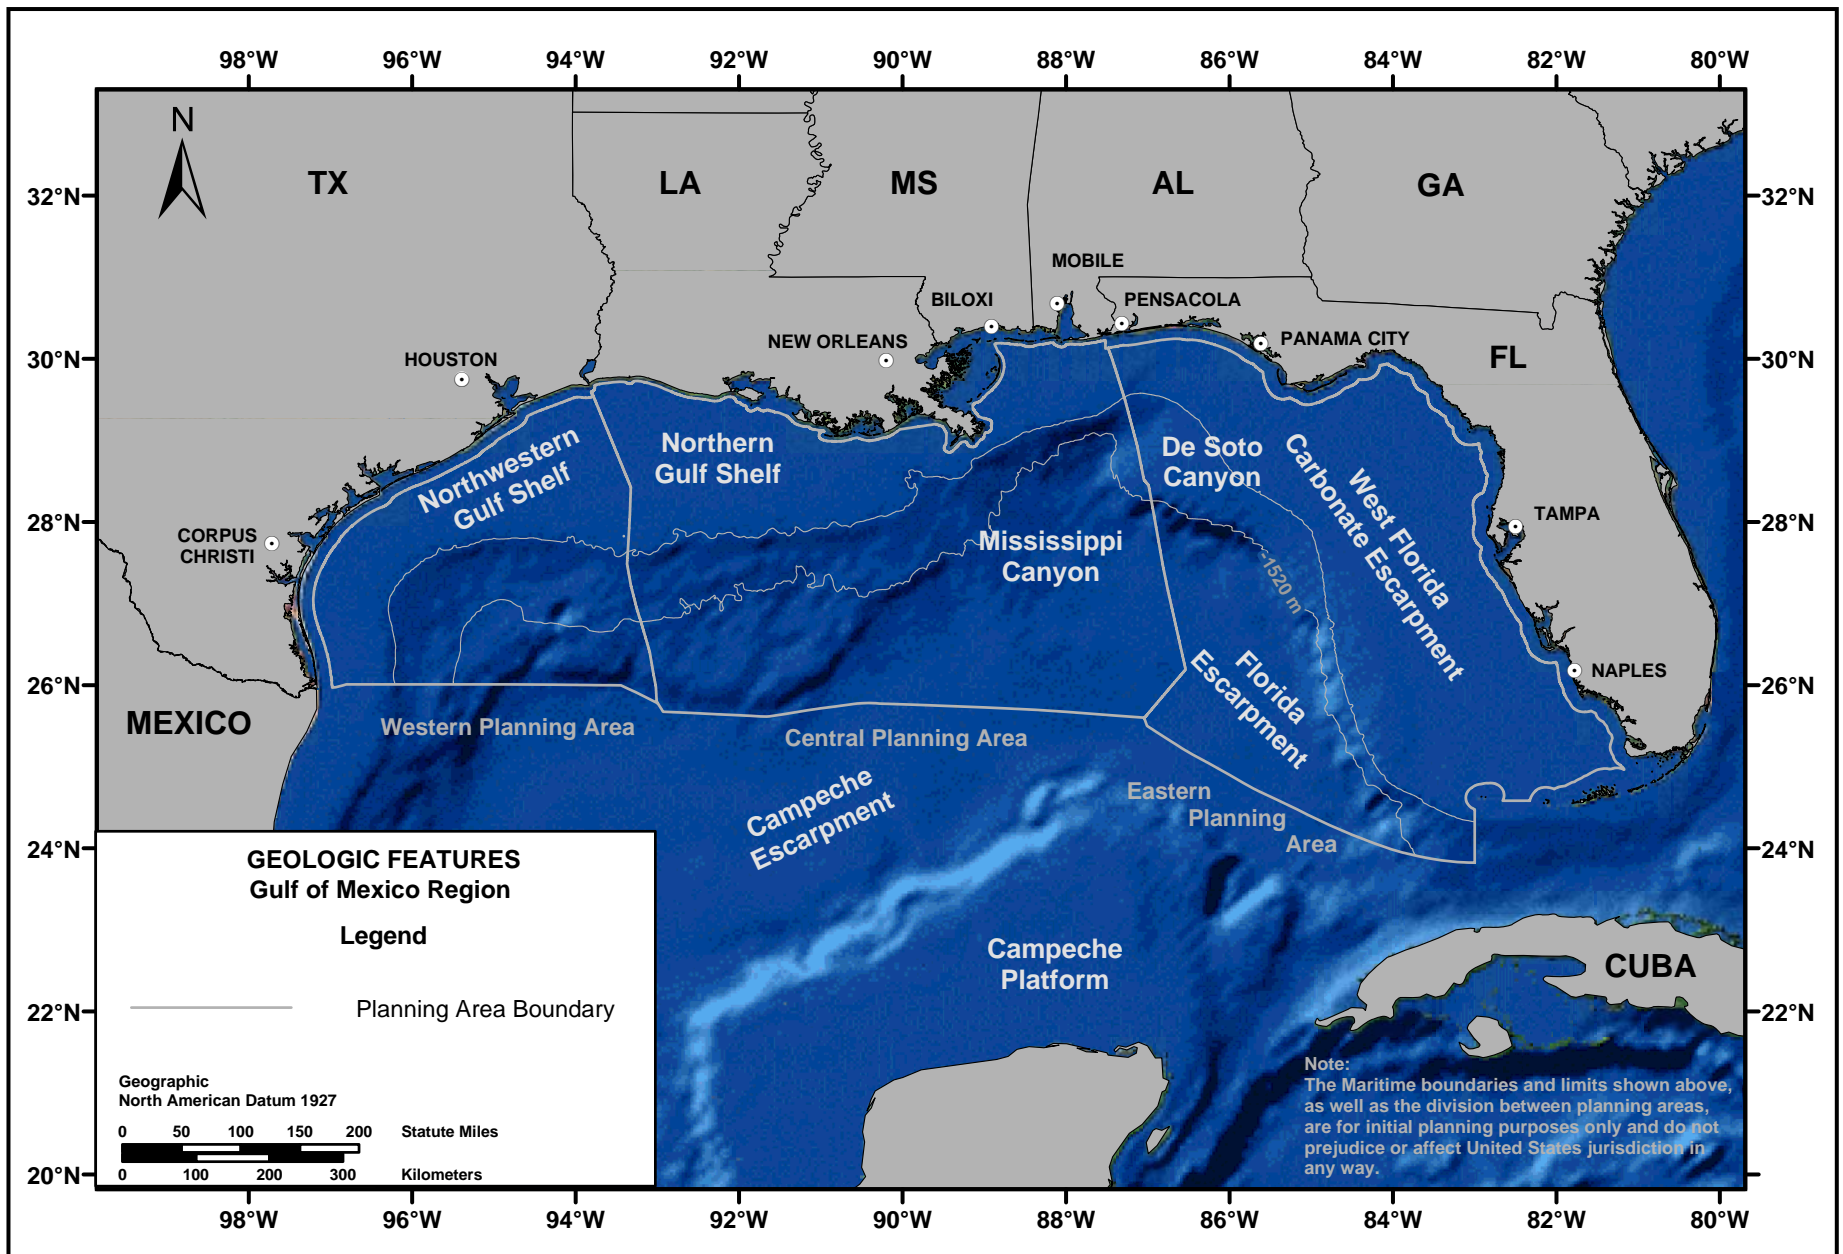 98°W 96°W 94°W 92°W 90°W 88°W 86°W 84°W 82°W 80°W
N
TX
LA
MS
AL
GA
32°N
32°N
MOBILE
BILOXI
PENSACOLA
NEW ORLEANS
PANAMA CITY
HOUSTON
FL
30°N
30°N
Northwestern
Gulf Shelf
Northern
Gulf Shelf
De Soto
Canyon
West Florida
Carbonate Escarpment
28°N
28°N
CORPUS
CHRISTI
TAMPA
Mississippi
Canyon
-1520 m
Florida
Escarpment
NAPLES
26°N
26°N
MEXICO
Western Planning Area
Central Planning Area
Eastern
Planning
Area
Campeche
Escarpment
24°N
24°N
GEOLOGIC FEATURES
Gulf of Mexico Region
Legend
Planning Area Boundary
Campeche
Platform
CUBA
22°N
22°N
Geographic
North American Datum 1927
0 50 100 150 200 Statute Miles
0 100 200 300 Kilometers
Note:
The Maritime boundaries and limits shown above,
as well as the division between planning areas,
are for initial planning purposes only and do not
prejudice or affect United States jurisdiction in
any way.
20°N
20°N
98°W 96°W 94°W 92°W 90°W 88°W 86°W 84°W 82°W 80°W